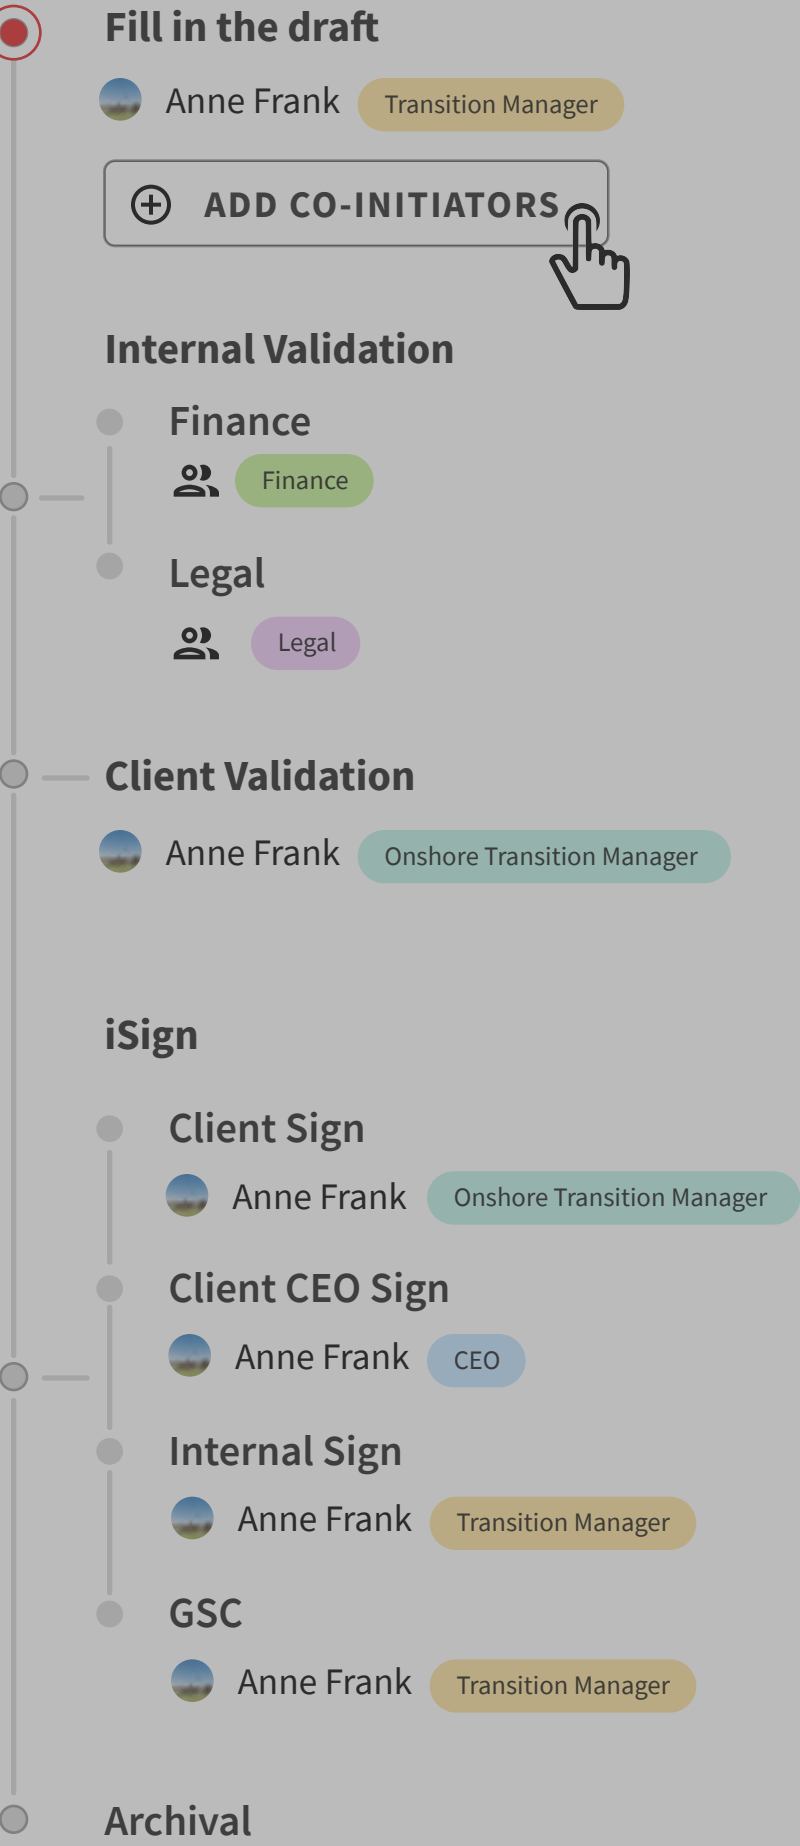 Fill in the draft
Anne Frank Transition Manager
ADD CO-INITIATORS
Internal Validation
Finance
Finance
Legal
Legal
Client Validation
Anne Frank Onshore Transition Manager
iSign
Client Sign
Anne Frank Onshore Transition Manager
Client CEO Sign
Anne Frank CEO
Internal Sign
Anne Frank Transition Manager
GSC
Anne Frank Transition Manager
Archival